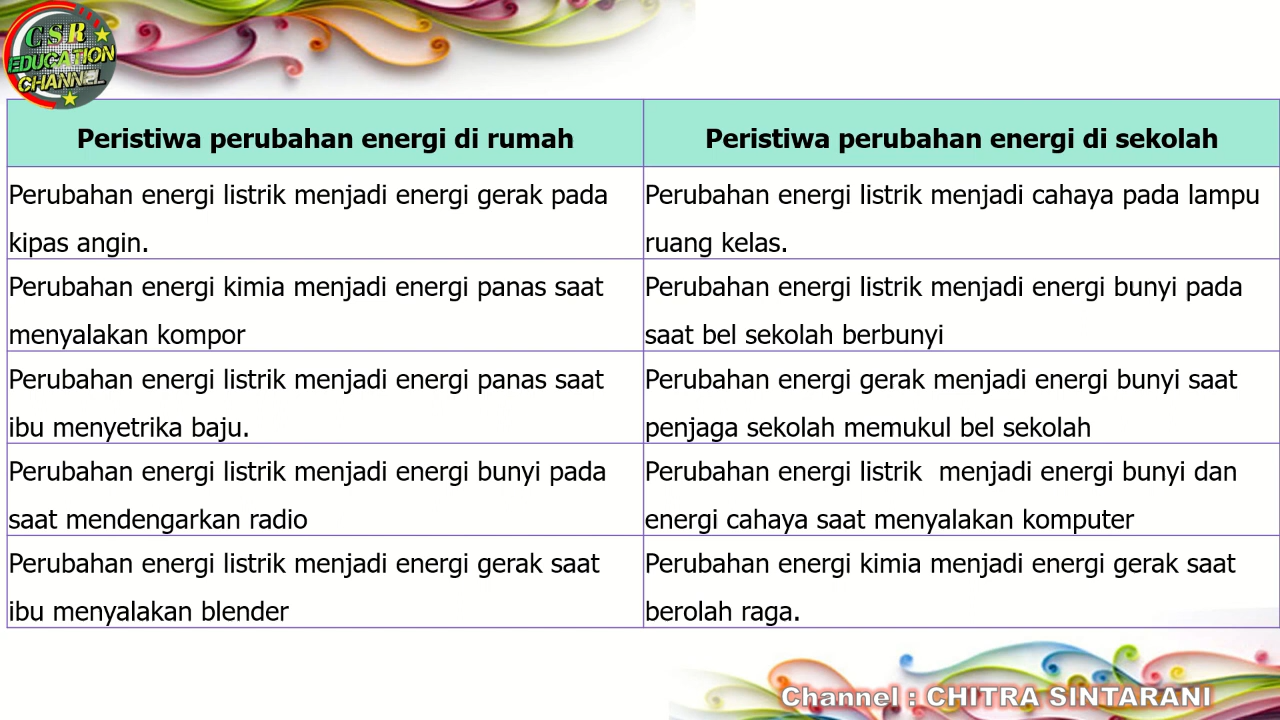 CSR
EDUCATION
CHANNEL
Peristiwa perubahan energi di rumah
Peristiwa perubahan energi di sekolah
Perubahan energi listrik menjadi energi gerak pada
kipas angin.
Perubahan energi listrik menjadi cahaya pada lampu
ruang kelas.
Perubahan energi kimia menjadi energi panas saat
menyalakan kompor
Perubahan energi listrik menjadi energi bunyi pada
saat bel sekolah berbunyi
Perubahan energi listrik menjadi energi panas saat
ibu menyetrika baju.
Perubahan energi gerak menjadi energi bunyi saat
penjaga sekolah memukul bel sekolah
Perubahan energi listrik menjadi energi bunyi pada
saat mendengarkan radio
Perubahan energi listrik  menjadi energi bunyi dan
energi cahaya saat menyalakan komputer
Perubahan energi listrik menjadi energi gerak saat
ibu menyalakan blender
Perubahan energi kimia menjadi energi gerak saat
berolah raga.
Channel : CHITRA SINTARANI